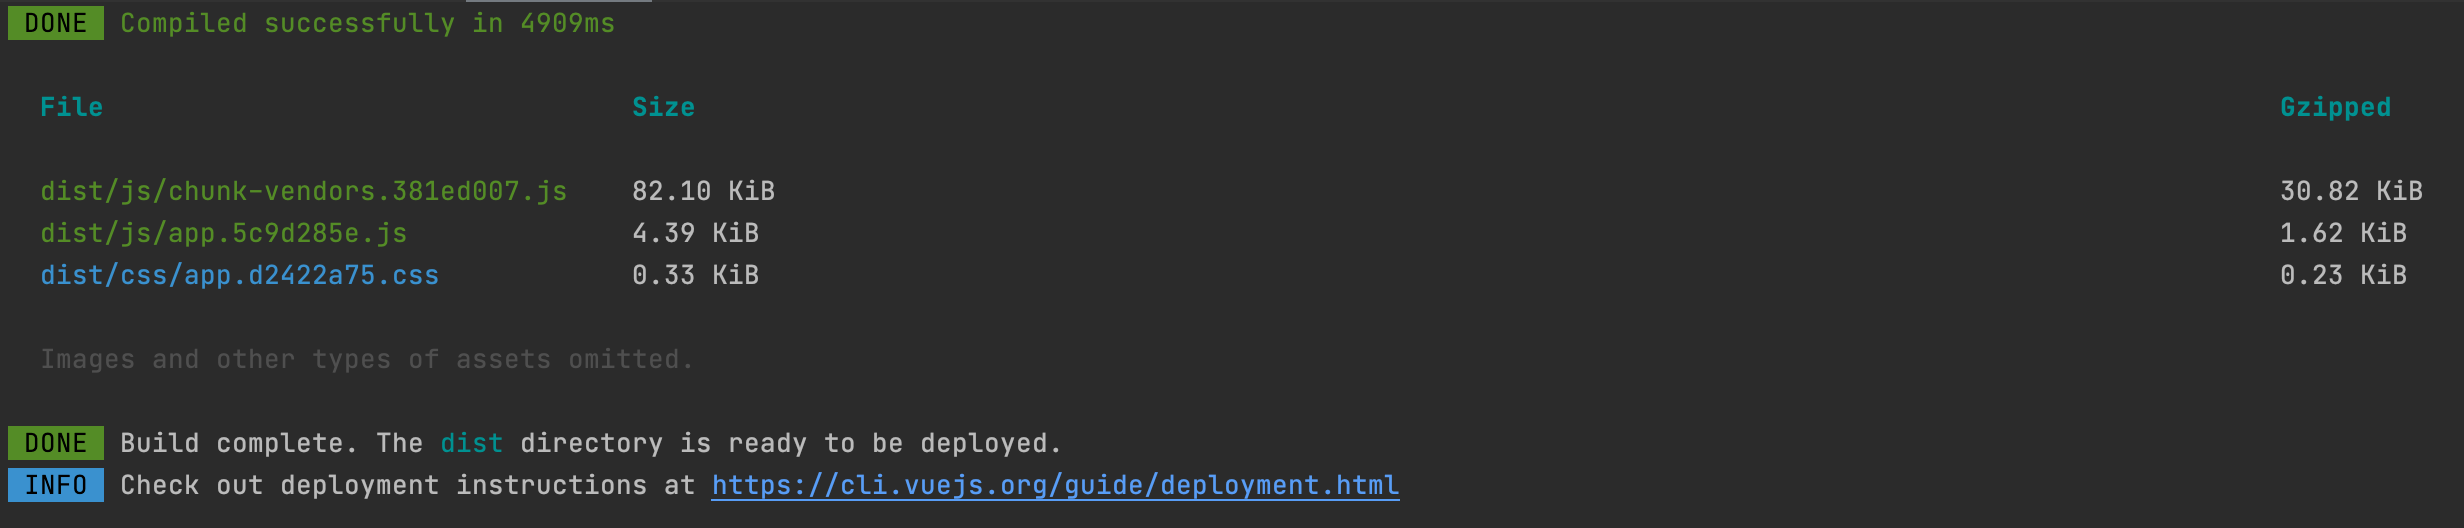 DONE Compiled successfully in 4909ms
File Size Gzipped
dist/js/chunk-vendors.381ed007.js 82.10 KiB 30.82 KiB
dist/js/app.5c9d285e.js 4.39 KiB 1.62 KiB
dist/css/app.d2422a75.css 0.33 KiB 0.23 KiB
Images and other types of assets omitted.
DONE Build complete. The dist directory is ready to be deployed.
INFO Check out deployment instructions at https://cli.vuejs.org/guide/deployment.html